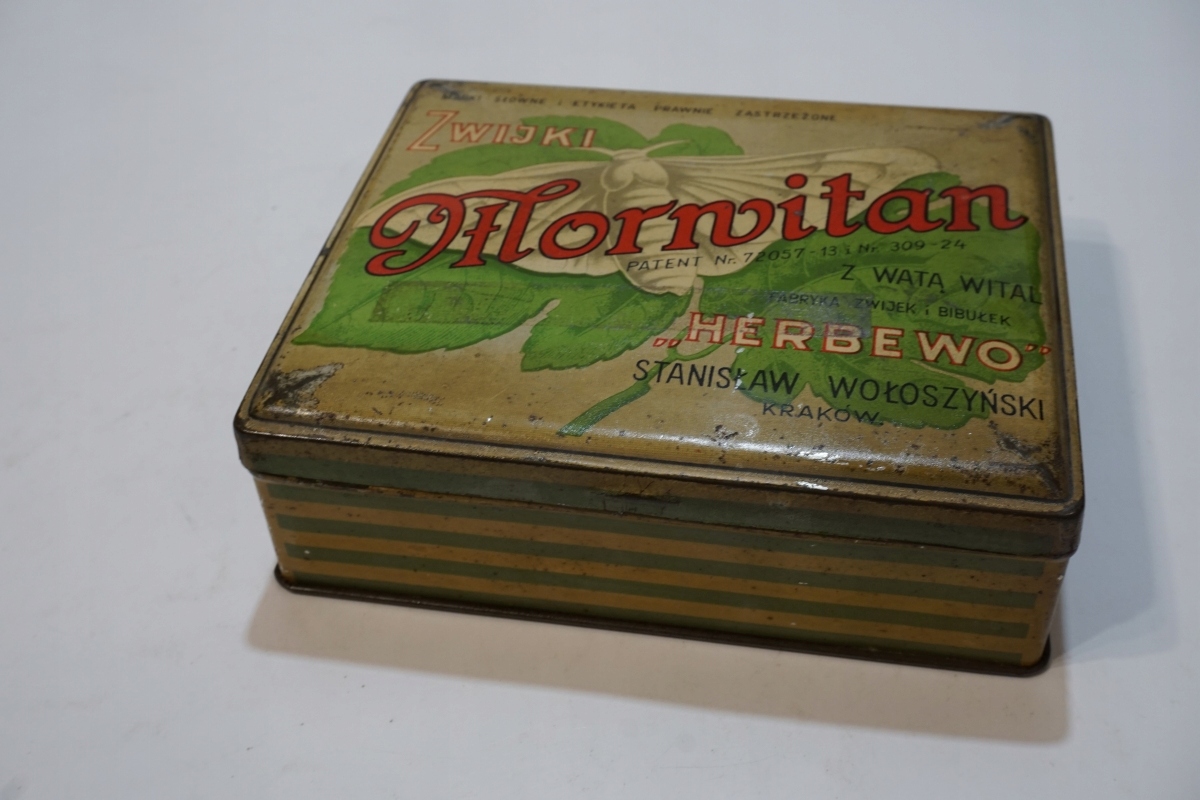 SŁOWNE I ETYKIETA PRAWNIE ZASTRZEŻONE
ZWIJKI
Morwitan
PATENT Nr. 72057-13 i Nr. 309-24
Z WATĄ WITAL
FABRYKA ZWIJEK i BIBUŁEK
„HERBEWO”
STANISŁAW WOŁOSZYŃSKI
KRAKÓW